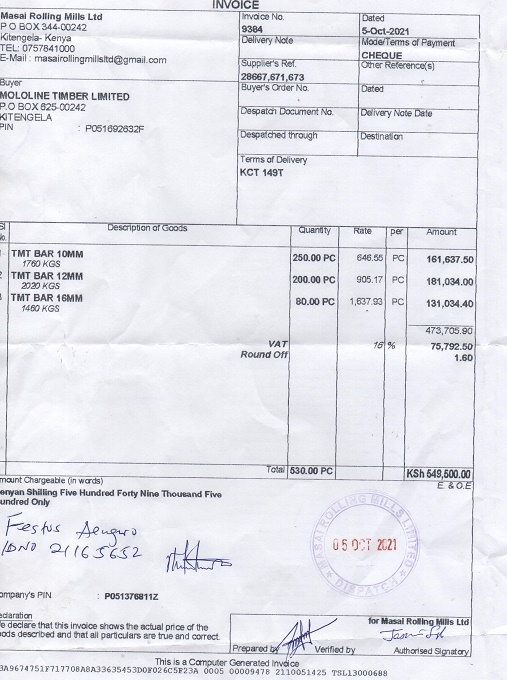 INVOICE
Masai Rolling Mills Ltd
P O BOX 344-00242
Kitengela- Kenya
TEL: 0757841000
E-Mail : masairollingmillsltd@gmail.com
Invoice No.
9384
Dated
5-Oct-2021
Delivery Note
Mode/Terms of Payment
CHEQUE
Supplier's Ref.
28667,671,673
Other Reference(s)
Buyer
MOLOLINE TIMBER LIMITED
P.O BOX 625-00242
KITENGELA
PIN : P051692632F
Buyer's Order No.
Dated
Despatch Document No.
Delivery Note Date
Despatched through
Destination
Terms of Delivery
KCT 149T
Sl No. Description of Goods Quantity Rate per Amount
TMT BAR 10MM 250.00 PC 646.55 PC 161,637.50
1760 KGS
2 TMT BAR 12MM 200.00 PC 905.17 PC 181,034.00
2020 KGS
3 TMT BAR 16MM 80.00 PC 1,637.93 PC 131,034.40
1460 KGS
473,705.90
VAT 16 % 75,792.50
Round Off 1.60
Total 530.00 PC KSh 549,500.00
mount Chargeable (in words) E. & O.E
enyan Shilling Five Hundred Forty Nine Thousand Five
undred Only
Festus
IDNO 21165652
MASAI ROLLING MILLS LIMITED
05 OCT 2021
DISPATCH
ompany's PIN : P051376811Z
eclaration
e declare that this invoice shows the actual price of the
ods described and that all particulars are true and correct.
for Masai Rolling Mills Ltd
Prepared by Verified by Authorised Signatory
This is a Computer Generated Invoice
3A9674751F717708A8A33635453D0F026C5F23A 0005 00009478 2110051425 TSL13000688